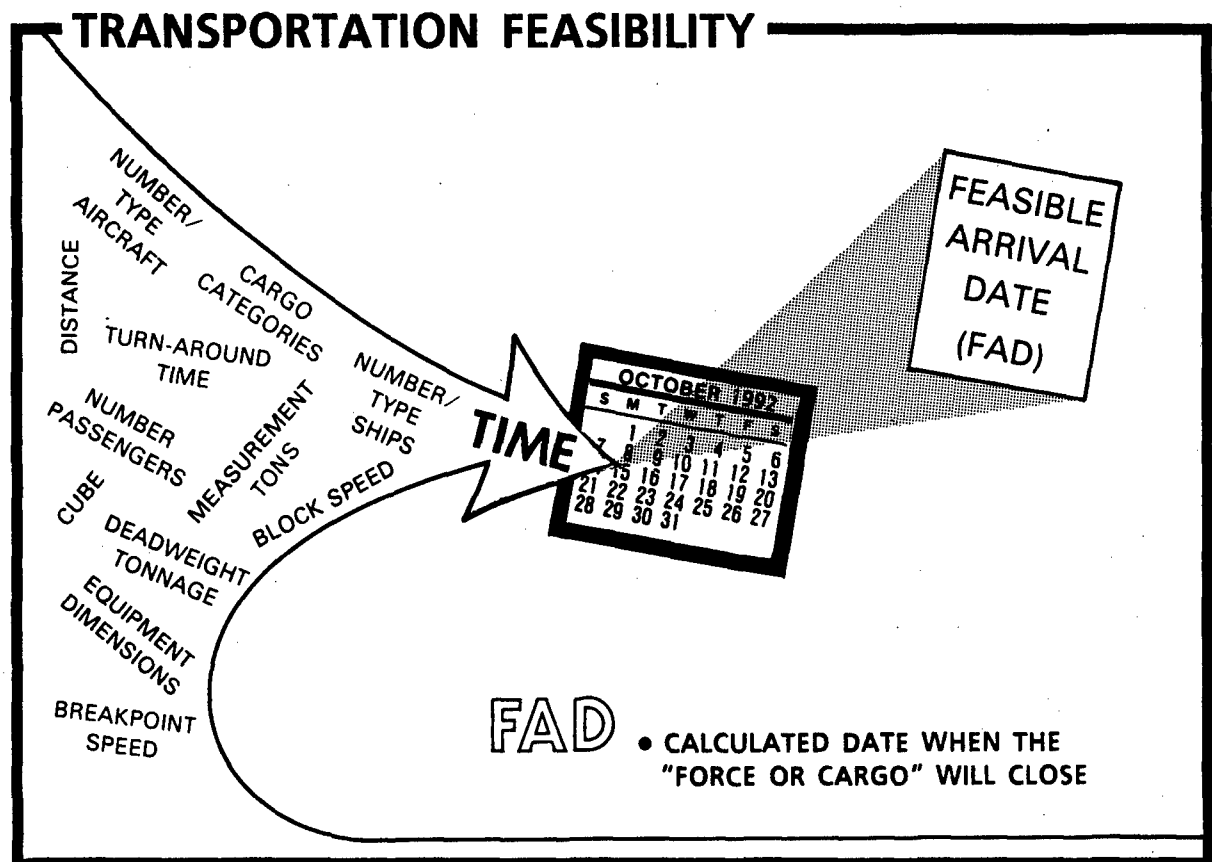 TRANSPORTATION FEASIBILITY
NUMBER/
TYPE
AIRCRAFT
DISTANCE
CARGO
CATEGORIES
TURN-AROUND
TIME
NUMBER/
TYPE
SHIPS
NUMBER
PASSENGERS
MEASUREMENT
TONS
CUBE
BLOCK SPEED
DEADWEIGHT
TONNAGE
EQUIPMENT
DIMENSIONS
BREAKPOINT
SPEED
TIME
OCTOBER 1992
S M T W T F S
1 2 3 4 5 6
7 8 9 10 11 12 13
15 16 17 18 19 20
21 22 23 24 25 26 27
28 29 30 31
FEASIBLE
ARRIVAL
DATE
(FAD)
FAD
• CALCULATED DATE WHEN THE
"FORCE OR CARGO" WILL CLOSE